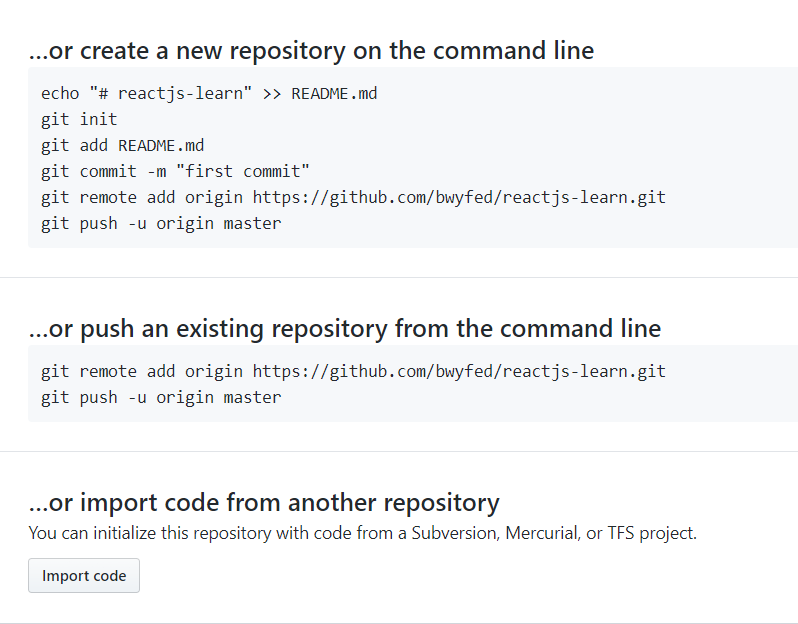 ...or create a new repository on the command line
echo "# reactjs-learn" >> README.md
git init
git add README.md
git commit -m "first commit"
git remote add origin https://github.com/bwyfed/reactjs-learn.git
git push -u origin master
...or push an existing repository from the command line
git remote add origin https://github.com/bwyfed/reactjs-learn.git
git push -u origin master
...or import code from another repository
You can initialize this repository with code from a Subversion, Mercurial, or TFS project.
Import code